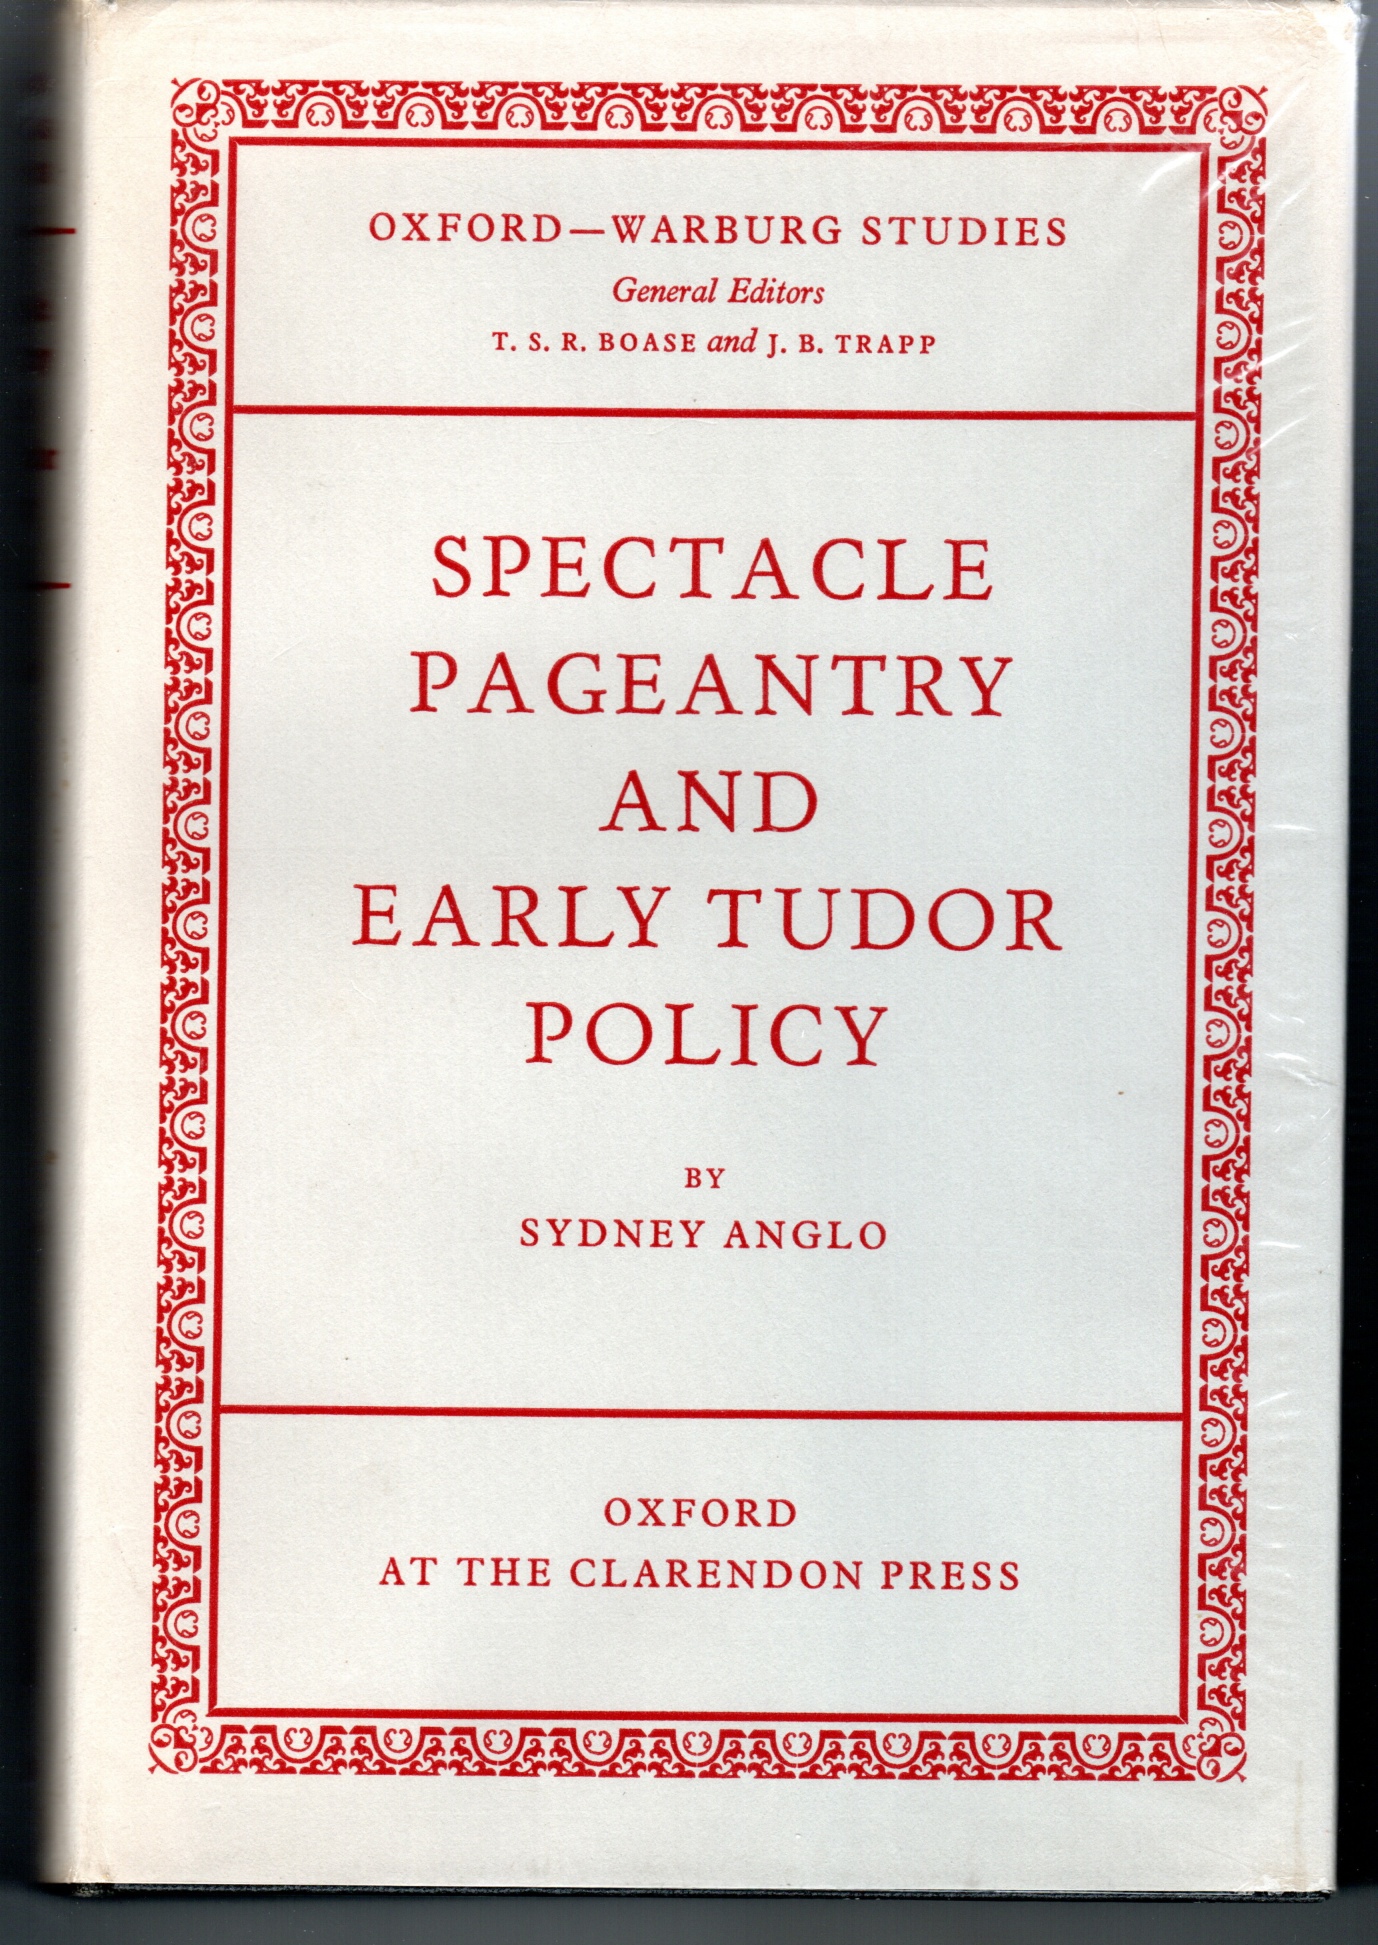 OXFORD—WARBURG STUDIES
General Editors
T. S. R. BOASE and J. B. TRAPP
SPECTACLE
PAGEANTRY
AND
EARLY TUDOR
POLICY
BY
SYDNEY ANGLO
OXFORD
AT THE CLARENDON PRESS